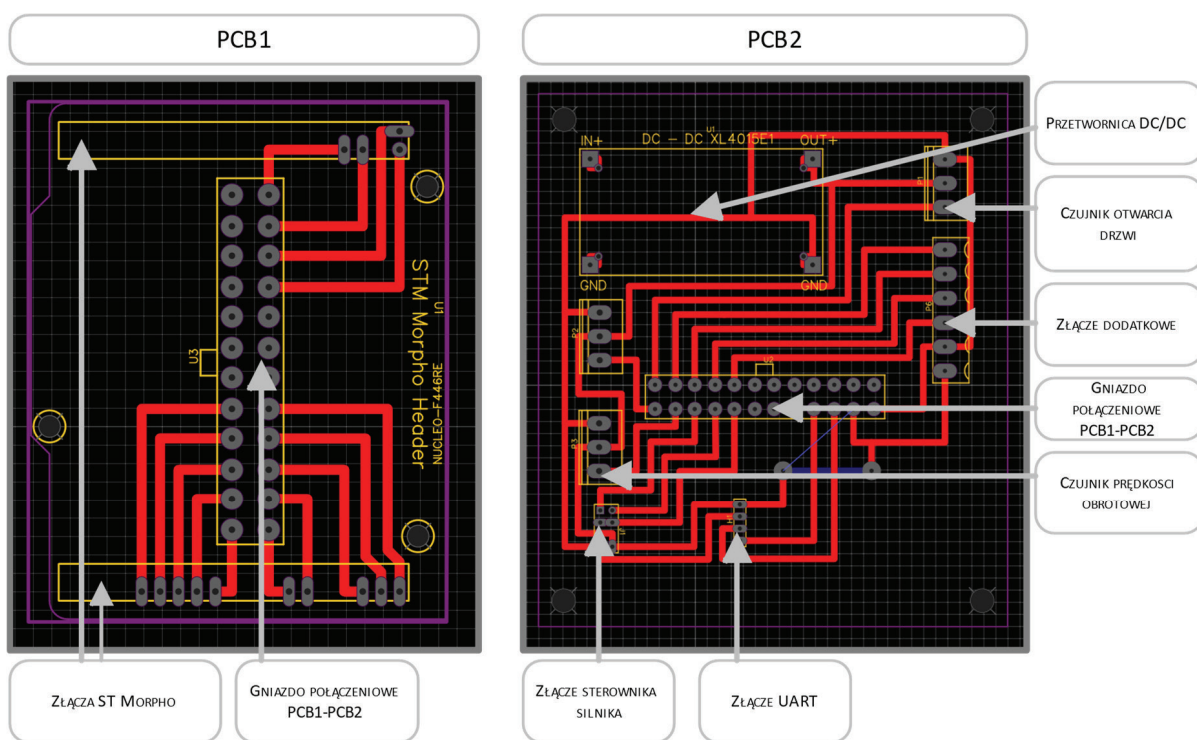 PCB1
PCB2
STM Morpho Header
NUCLEO-F446RE
U1
U3
IN+
DC - DC XL4015E1
OUT+
GND
GND
P1
P2
P3
P6
U2
PRZETWORNICA DC/DC
CZUJNIK OTWARCIA
DRZWI
ZŁĄCZE DODATKOWE
GNIAZDO
POŁĄCZENIOWE
PCB1-PCB2
CZUJNIK PRĘDKOŚCI
OBROTOWEJ
ZŁĄCZA ST MORPHO
GNIAZDO POŁĄCZENIOWE
PCB1-PCB2
ZŁĄCZE STEROWNIKA
SILNIKA
ZŁĄCZE UART